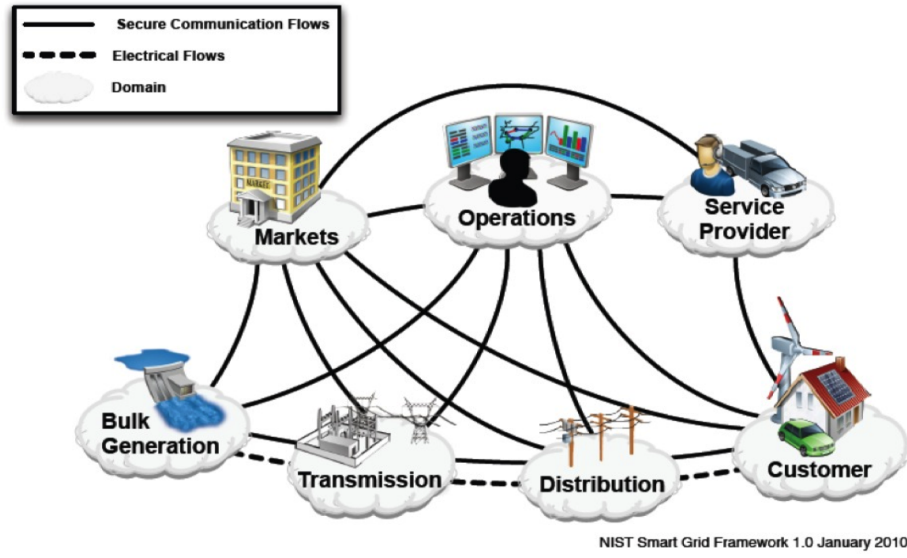 Secure Communication Flows
Electrical Flows
Domain
MARKET
Markets
Operations
Service
Provider
Bulk
Generation
Transmission
Distribution
Customer
NIST Smart Grid Framework 1.0 January 2010